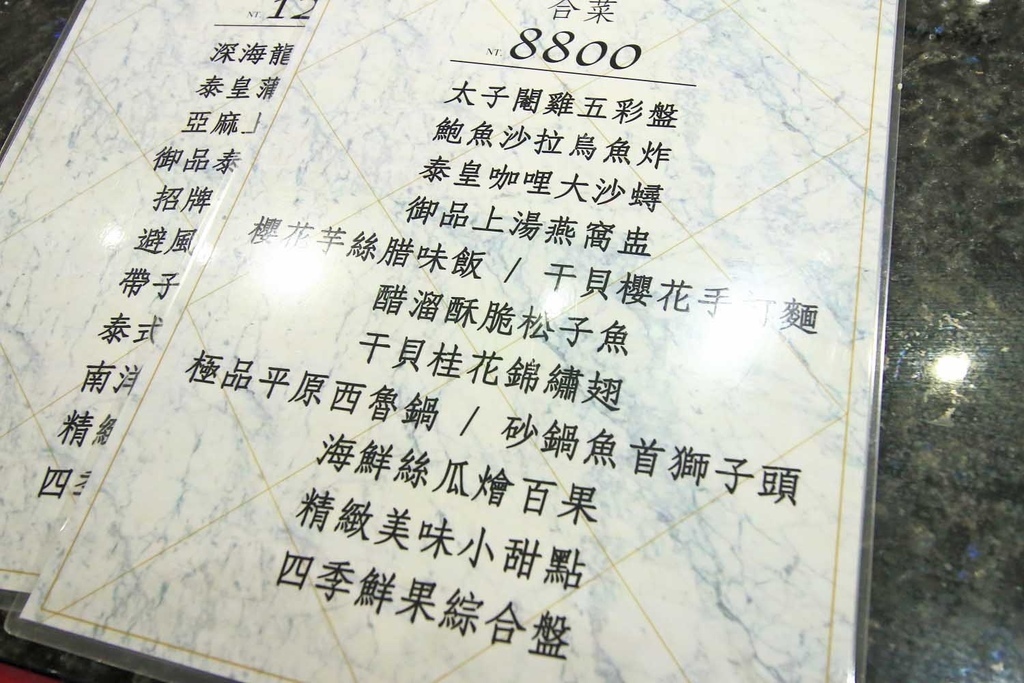 NT. 12
深海龍
泰皇蒲
亞麻上
御品泰
招牌
避風
帶子
泰式
南洋
精緻
四季
合菜
NT. 8800
太子閹雞五彩盤
鮑魚沙拉烏魚炸
泰皇咖哩大沙蟳
御品上湯燕窩盅
櫻花芋絲腊味飯 / 干貝櫻花手打麵
醋溜酥脆松子魚
干貝桂花錦繡翅
極品平原西魯鍋 / 砂鍋魚首獅子頭
海鮮絲瓜燴百果
精緻美味小甜點
四季鮮果綜合盤